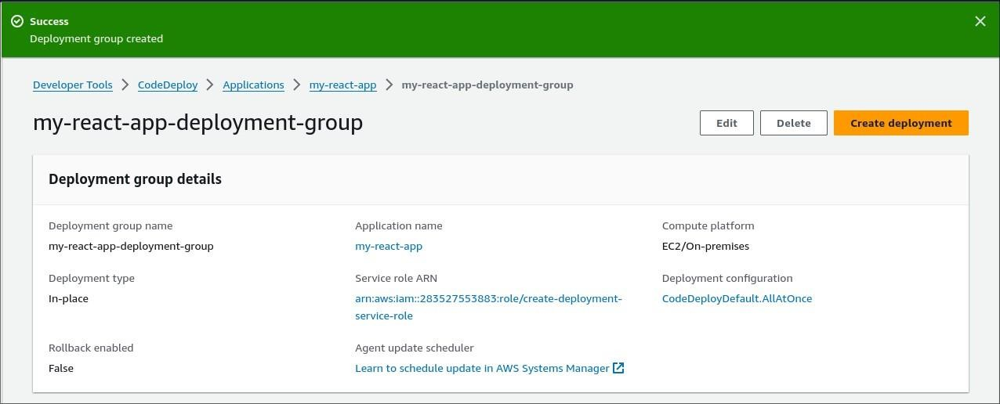 Success
Deployment group created
Developer Tools > CodeDeploy > Applications > my-react-app > my-react-app-deployment-group
my-react-app-deployment-group
Edit Delete Create deployment
Deployment group details
Deployment group name Application name Compute platform
my-react-app-deployment-group my-react-app EC2/On-premises
Deployment type Service role ARN Deployment configuration
In-place arn:aws:iam::283527553883:role/create-deployment- CodeDeployDefault.AllAtOnce
service-role
Rollback enabled Agent update scheduler
False Learn to schedule update in AWS Systems Manager